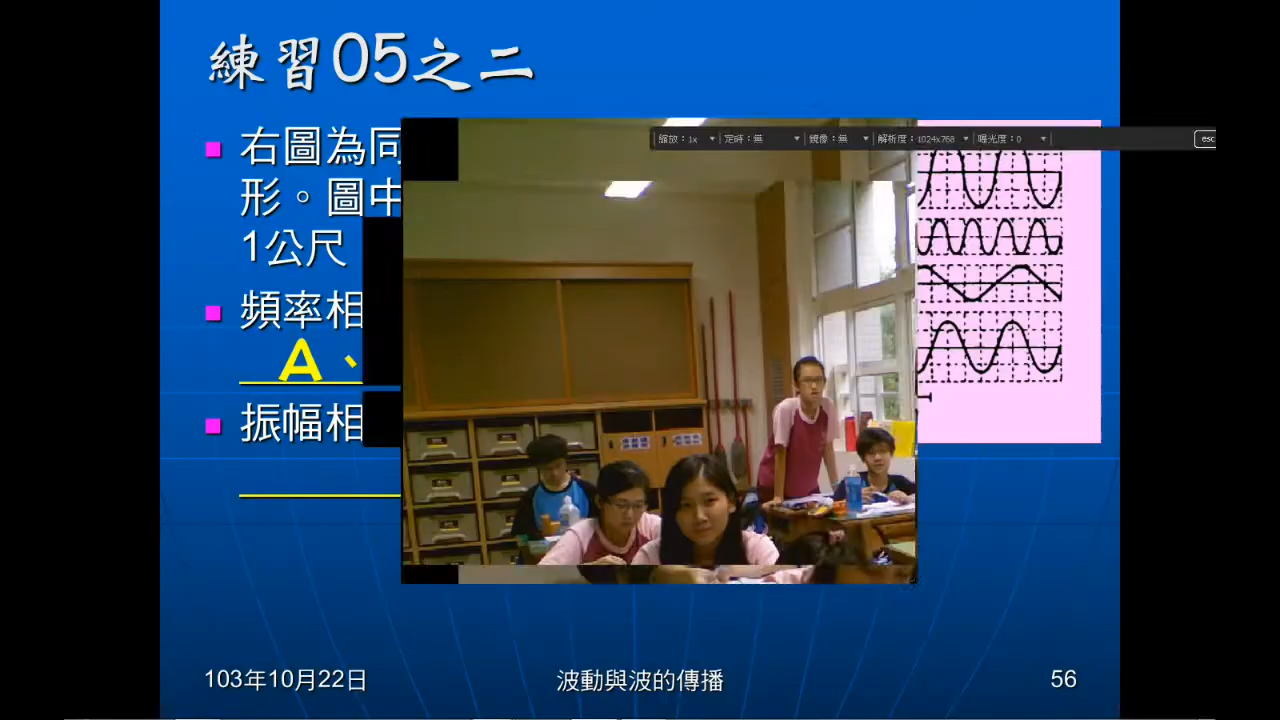 練習05之二
縮放：1x 定時：無 鏡像：無 解析度：1024x768 曝光度：0 esc
右圖為同
形。圖中
1公尺
頻率相
A、
振幅相
103年10月22日 波動與波的傳播 56